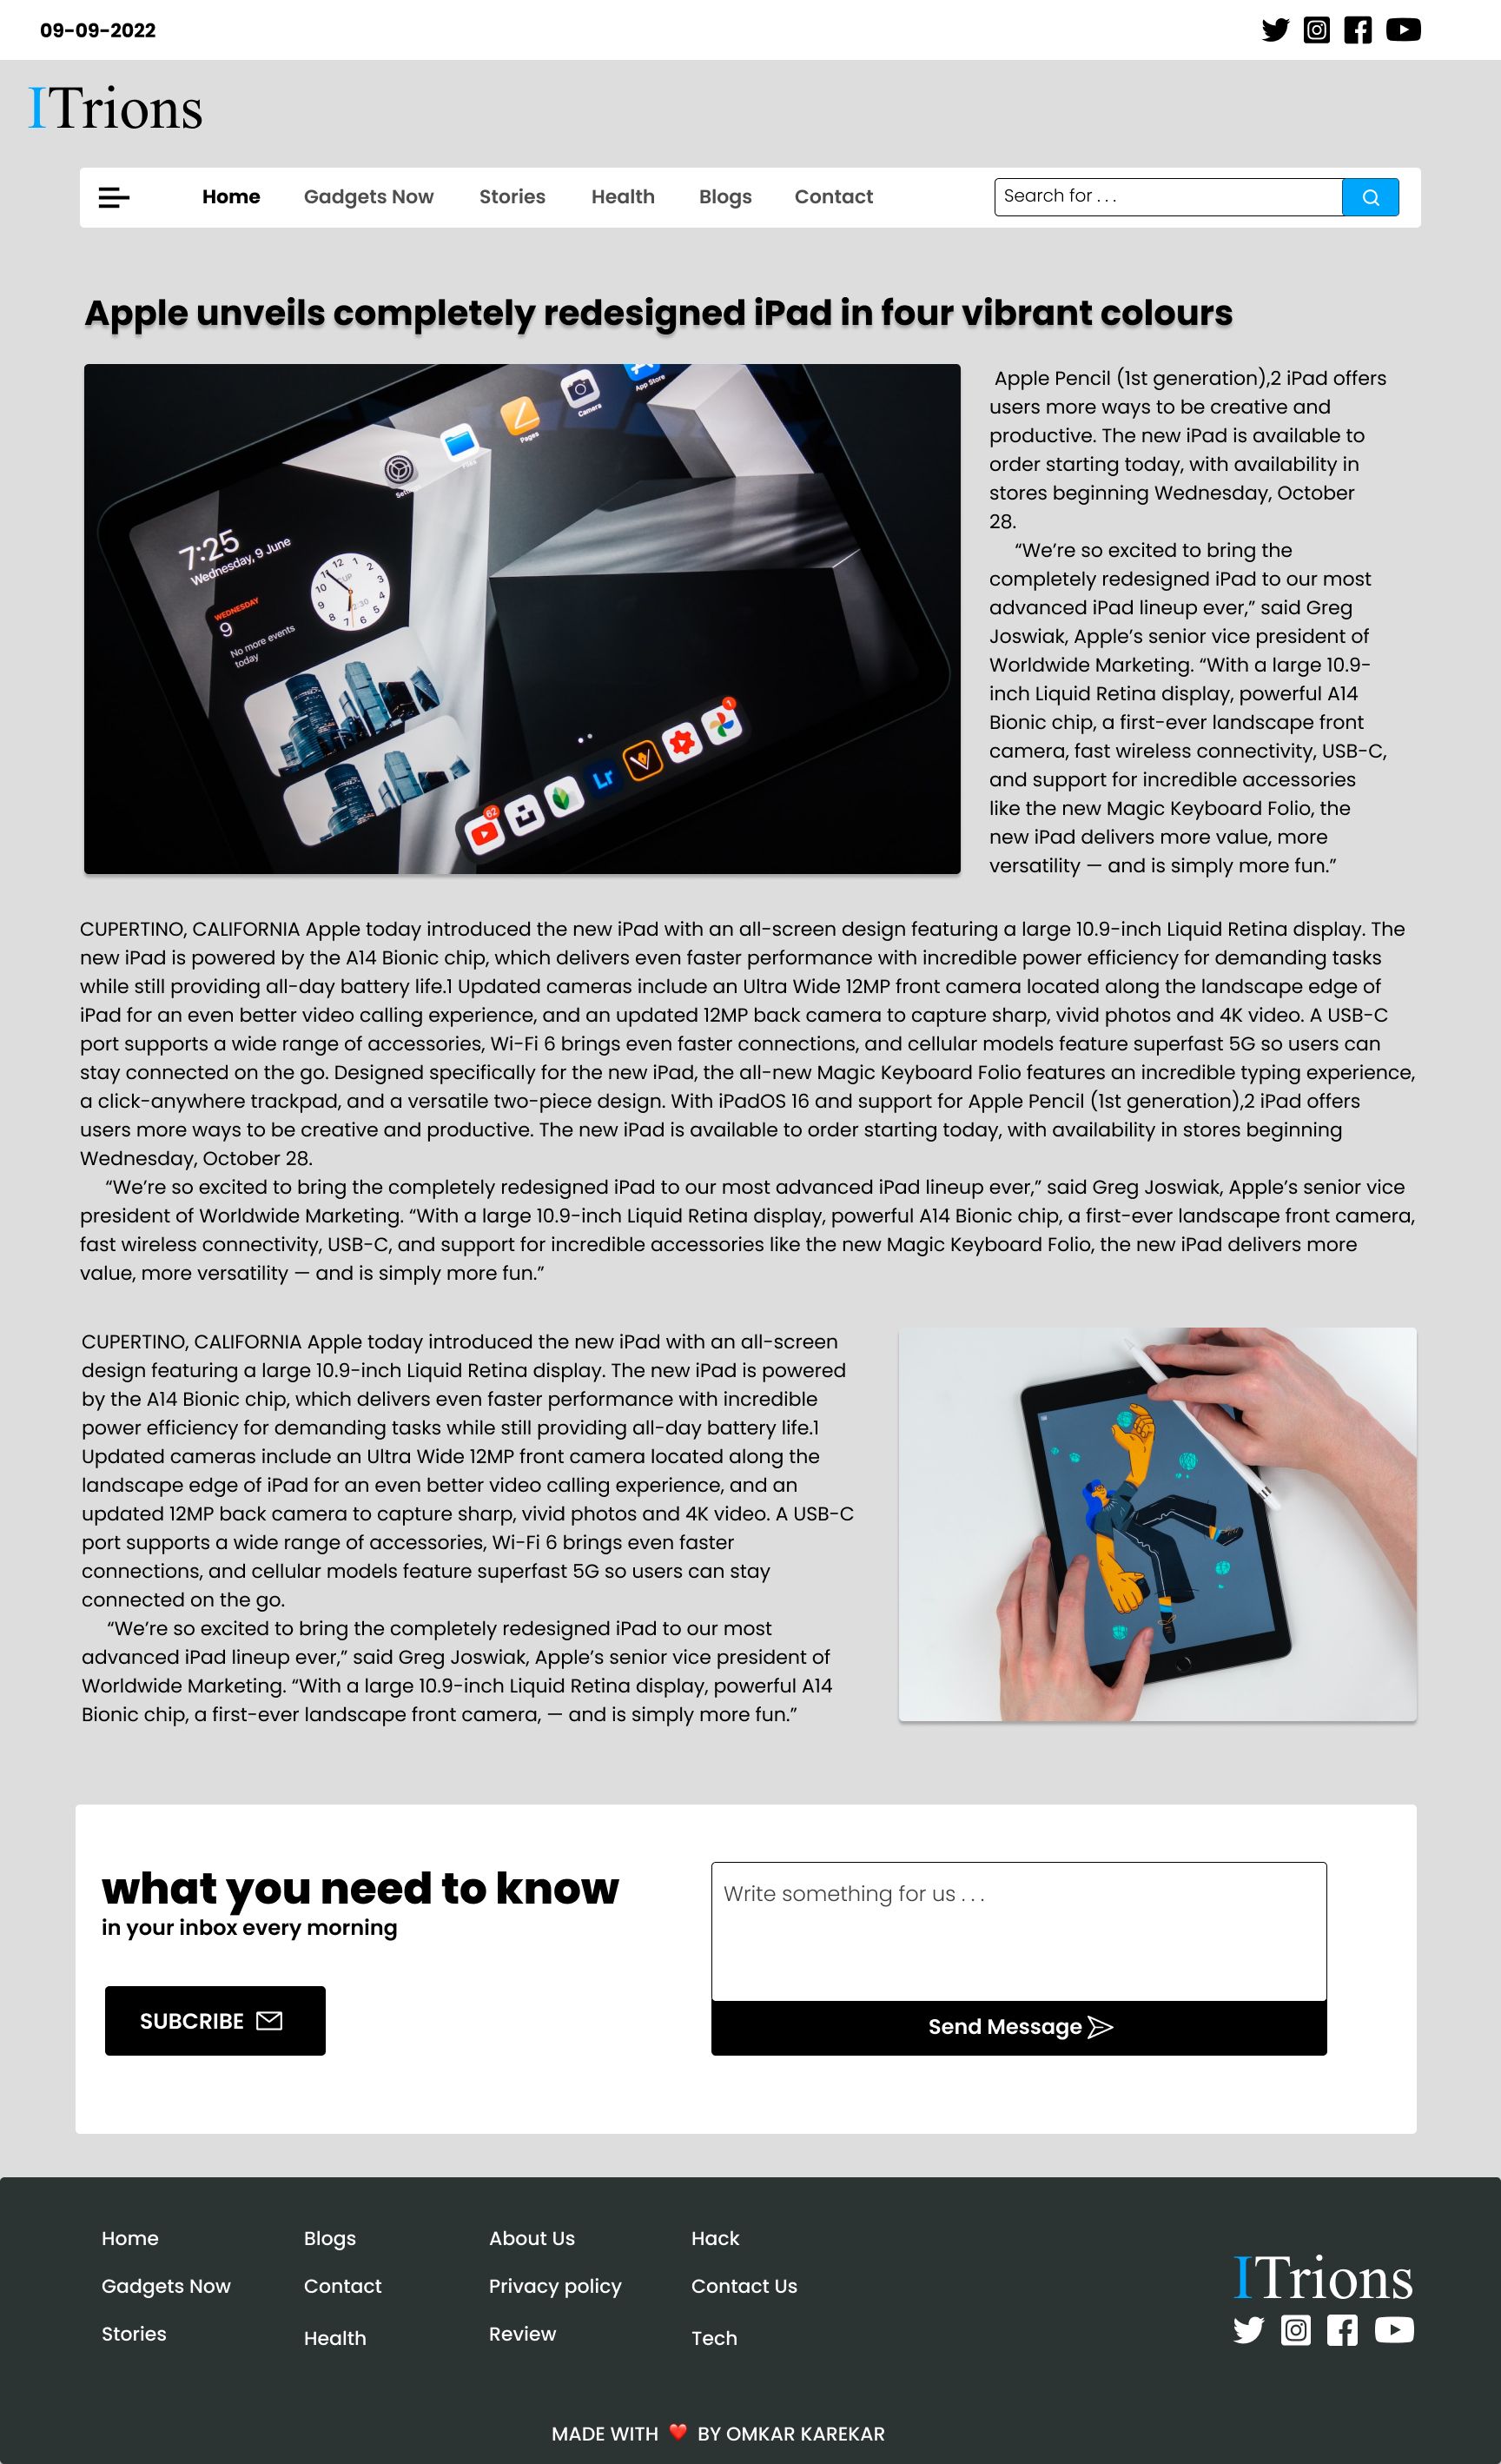 09-09-2022
ITrions
Home Gadgets Now Stories Health Blogs Contact Search for . . .
Apple unveils completely redesigned iPad in four vibrant colours
App Store
Camera
Pages
Files
Settings
7:25
Wednesday, 9 June
WEDNESDAY
9
No more events
today
CUP
12 1 2 3 4 5 6 7 8 9 10 11
1
Lr
62
Apple Pencil (1st generation),2 iPad offers
users more ways to be creative and
productive. The new iPad is available to
order starting today, with availability in
stores beginning Wednesday, October
28.
“We’re so excited to bring the
completely redesigned iPad to our most
advanced iPad lineup ever,” said Greg
Joswiak, Apple’s senior vice president of
Worldwide Marketing. “With a large 10.9-
inch Liquid Retina display, powerful A14
Bionic chip, a first-ever landscape front
camera, fast wireless connectivity, USB-C,
and support for incredible accessories
like the new Magic Keyboard Folio, the
new iPad delivers more value, more
versatility — and is simply more fun.”
CUPERTINO, CALIFORNIA Apple today introduced the new iPad with an all-screen design featuring a large 10.9-inch Liquid Retina display. The
new iPad is powered by the A14 Bionic chip, which delivers even faster performance with incredible power efficiency for demanding tasks
while still providing all-day battery life.1 Updated cameras include an Ultra Wide 12MP front camera located along the landscape edge of
iPad for an even better video calling experience, and an updated 12MP back camera to capture sharp, vivid photos and 4K video. A USB-C
port supports a wide range of accessories, Wi-Fi 6 brings even faster connections, and cellular models feature superfast 5G so users can
stay connected on the go. Designed specifically for the new iPad, the all-new Magic Keyboard Folio features an incredible typing experience,
a click-anywhere trackpad, and a versatile two-piece design. With iPadOS 16 and support for Apple Pencil (1st generation),2 iPad offers
users more ways to be creative and productive. The new iPad is available to order starting today, with availability in stores beginning
Wednesday, October 28.
“We’re so excited to bring the completely redesigned iPad to our most advanced iPad lineup ever,” said Greg Joswiak, Apple’s senior vice
president of Worldwide Marketing. “With a large 10.9-inch Liquid Retina display, powerful A14 Bionic chip, a first-ever landscape front camera,
fast wireless connectivity, USB-C, and support for incredible accessories like the new Magic Keyboard Folio, the new iPad delivers more
value, more versatility — and is simply more fun.”
CUPERTINO, CALIFORNIA Apple today introduced the new iPad with an all-screen
design featuring a large 10.9-inch Liquid Retina display. The new iPad is powered
by the A14 Bionic chip, which delivers even faster performance with incredible
power efficiency for demanding tasks while still providing all-day battery life.1
Updated cameras include an Ultra Wide 12MP front camera located along the
landscape edge of iPad for an even better video calling experience, and an
updated 12MP back camera to capture sharp, vivid photos and 4K video. A USB-C
port supports a wide range of accessories, Wi-Fi 6 brings even faster
connections, and cellular models feature superfast 5G so users can stay
connected on the go.
“We’re so excited to bring the completely redesigned iPad to our most
advanced iPad lineup ever,” said Greg Joswiak, Apple’s senior vice president of
Worldwide Marketing. “With a large 10.9-inch Liquid Retina display, powerful A14
Bionic chip, a first-ever landscape front camera, — and is simply more fun.”
what you need to know
in your inbox every morning
SUBCRIBE
Write something for us . . .
Send Message
Home Blogs About Us Hack
Gadgets Now Contact Privacy policy Contact Us
Stories Health Review Tech
ITrions
MADE WITH ❤️ BY OMKAR KAREKAR